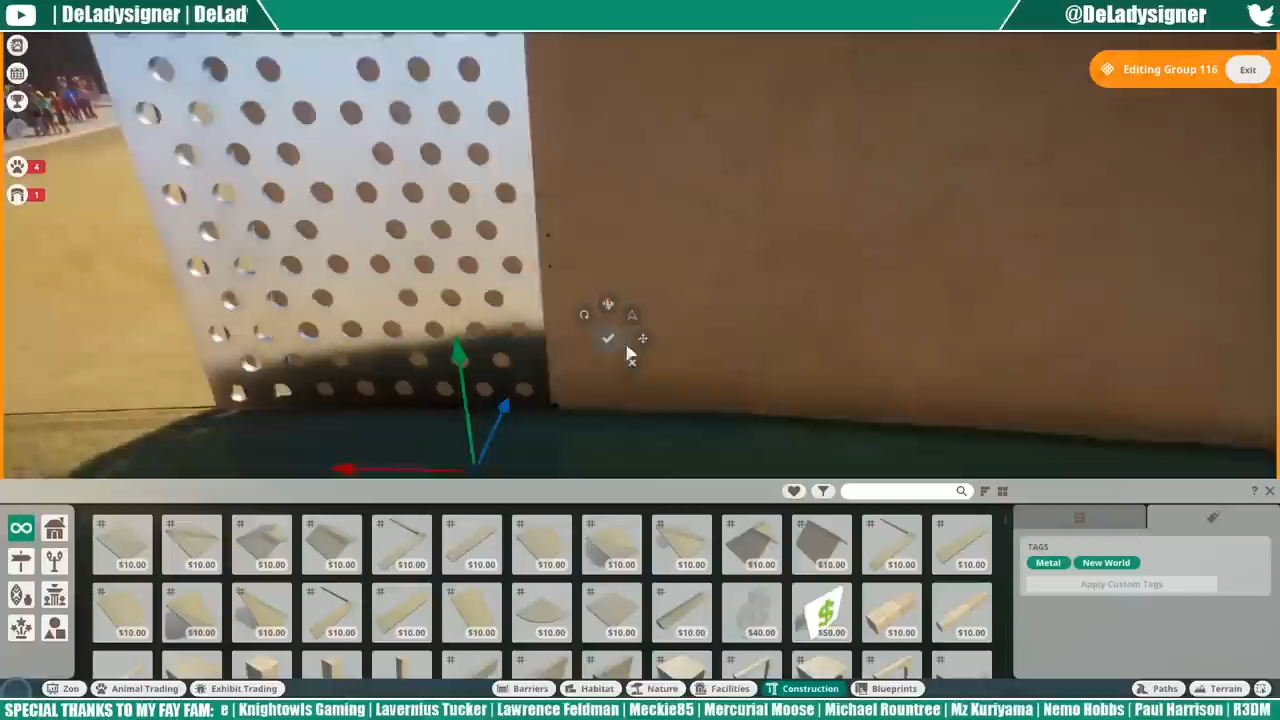 | DeLadysigner | DeLad
@DeLadysigner
Editing Group 116
Exit
4
1
TAGS
Metal
New World
Apply Custom Tags
$10.00 $10.00 $10.00 $10.00 $10.00 $10.00 $10.00 $10.00 $10.00 $10.00 $10.00 $10.00 $10.00
$10.00 $10.00 $10.00 $10.00 $10.00 $10.00 $10.00 $10.00 $10.00 $40.00 $50.00 $10.00 $10.00
Zoo
Animal Trading
Exhibit Trading
Barriers
Habitat
Nature
Facilities
Construction
Blueprints
Paths
Terrain
SPECIAL THANKS TO MY FAY FAM: e | Knightowls Gaming | Lavernius Tucker | Lawrence Feldman | Meckie85 | Mercurial Moose | Michael Rountree | Mz Kuriyama | Nemo Hobbs | Paul Harrison | R3DM